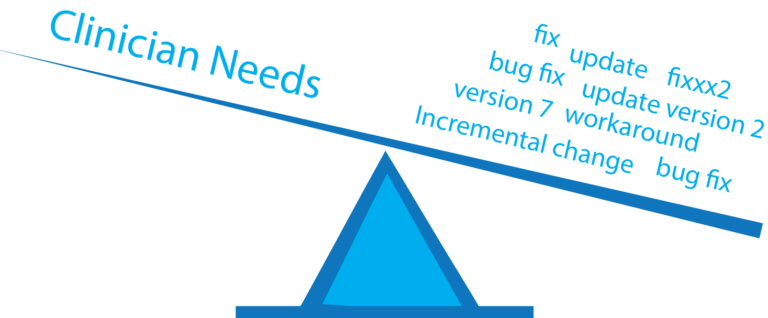 Clinician Needs
fix update fixxx2
bug fix update version 2
version 7 workaround
Incremental change bug fix